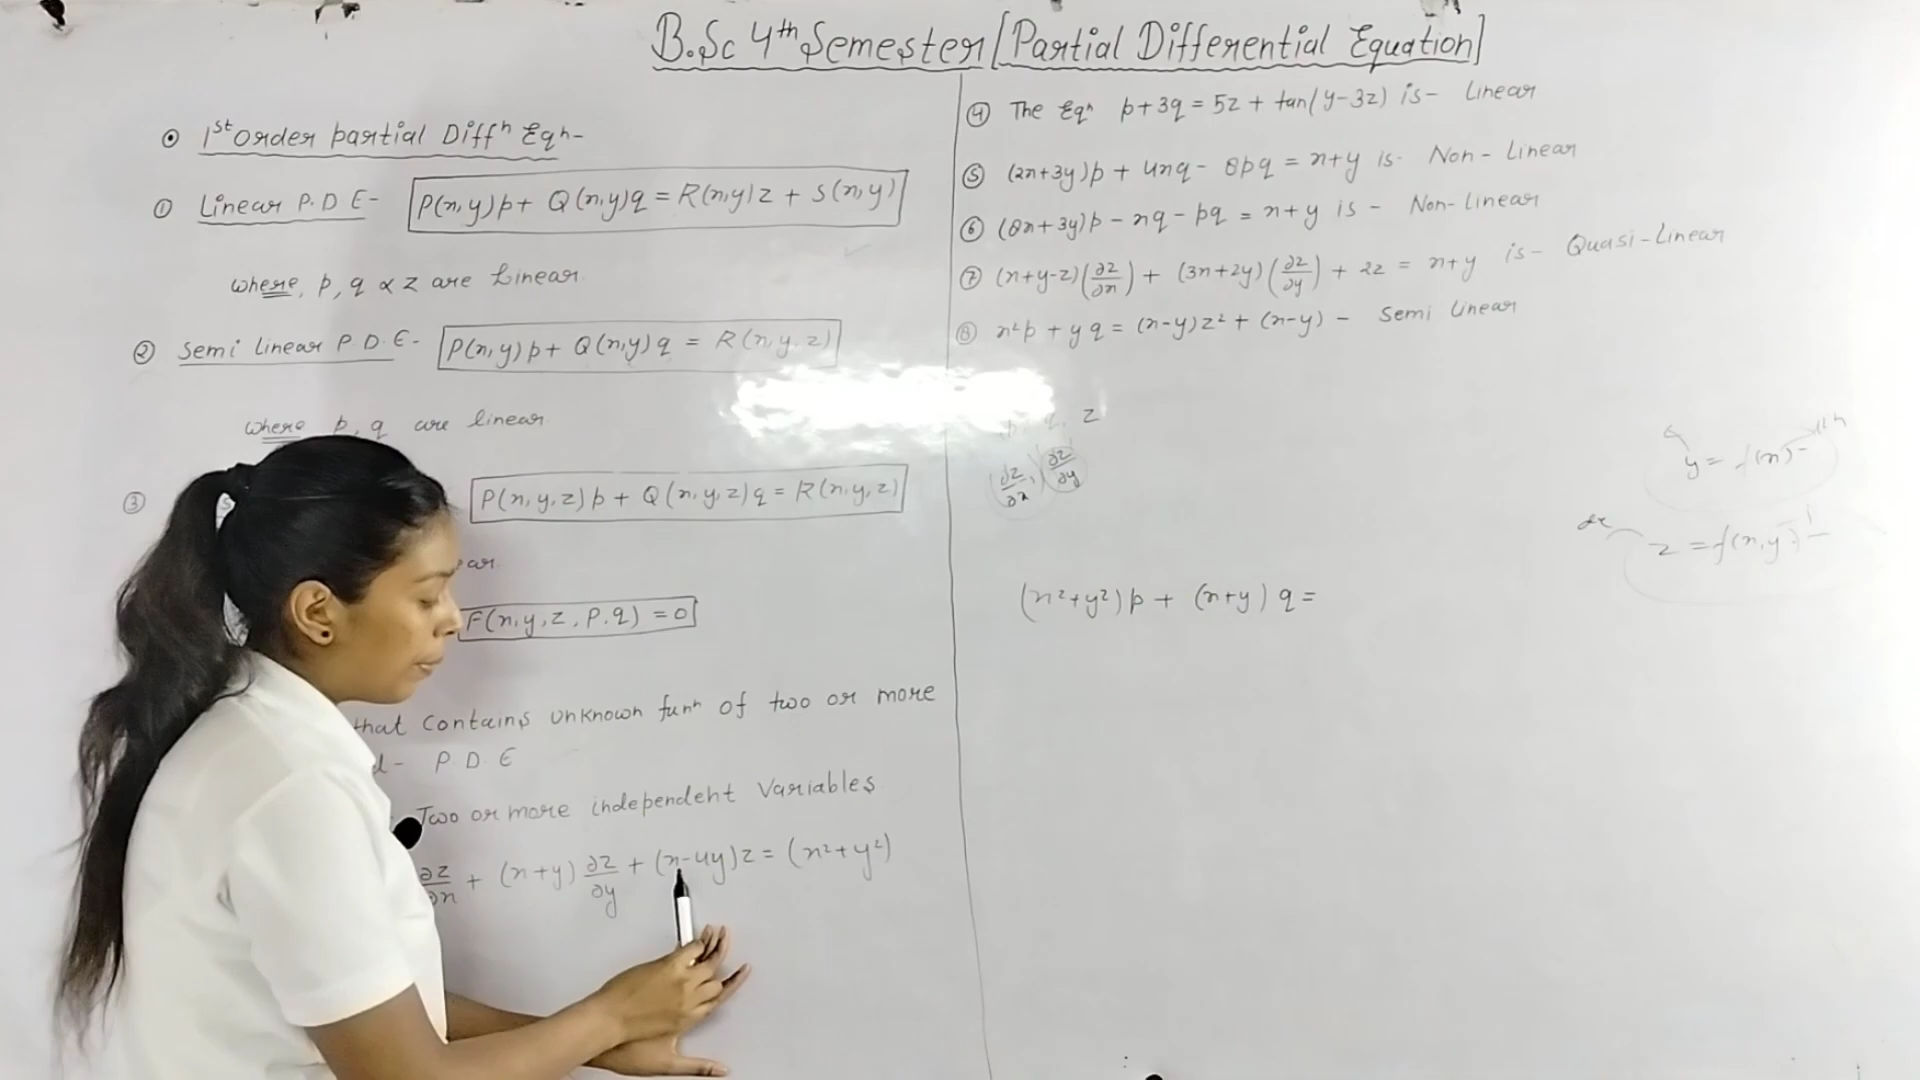 B.Sc 4th Semester [Partial Differential Equation]
⊙ 1st Order partial Diffn Eqn-
① Linear P.D E- P(x,y)p + Q(x,y)q = R(x,y)z + S(x,y)
where, p, q & z are Linear.
② Semi Linear P.D.E- P(x,y)p + Q(x,y)q = R(x,y,z)
where p, q are linear
③ P(x,y,z)p + Q(x,y,z)q = R(x,y,z)
ear
F(x,y,z,p.q) = 0
that contains unknown funn of two or more
P D E
Two or more independent Variables
∂z/∂x + (x+y) ∂z/∂y + (x-4y)z = (x²+y²)
④ The Eqn p+3q = 5z + tan(y-3z) is- Linear
⑤ (2x+3y)p + 4xq - 8pq = x+y is- Non-Linear
⑥ (8x+3y)p - xq - pq = x+y is- Non-linear
⑦ (x+y-z)(∂z/∂x) + (3x+2y)(∂z/∂y) + 2z = x+y is- Quasi-Linear
⑧ x²p + yq = (x-y)z² + (x-y) - Semi Linear
z
(∂z/∂x, ∂z/∂y)
(x²+y²)p + (x+y)q =
y = f(x)
z = f(x,y)